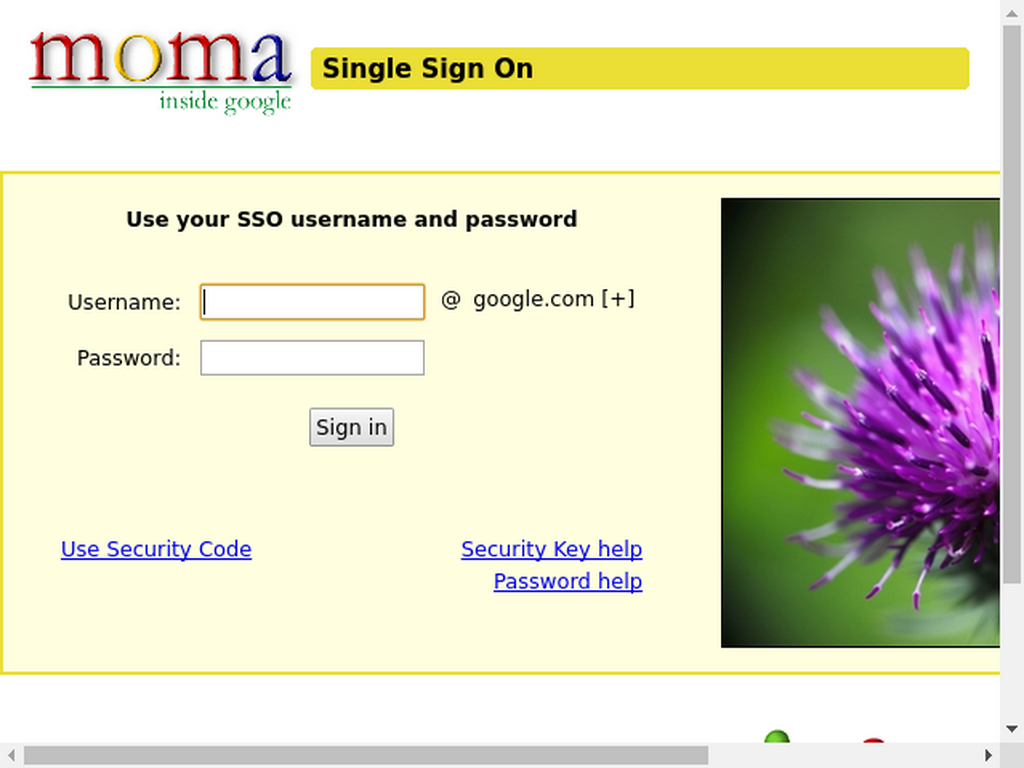 moma
inside google
Single Sign On
Use your SSO username and password
Username: @ google.com [+]
Password:
Sign in
Use Security Code Security Key help
Password help